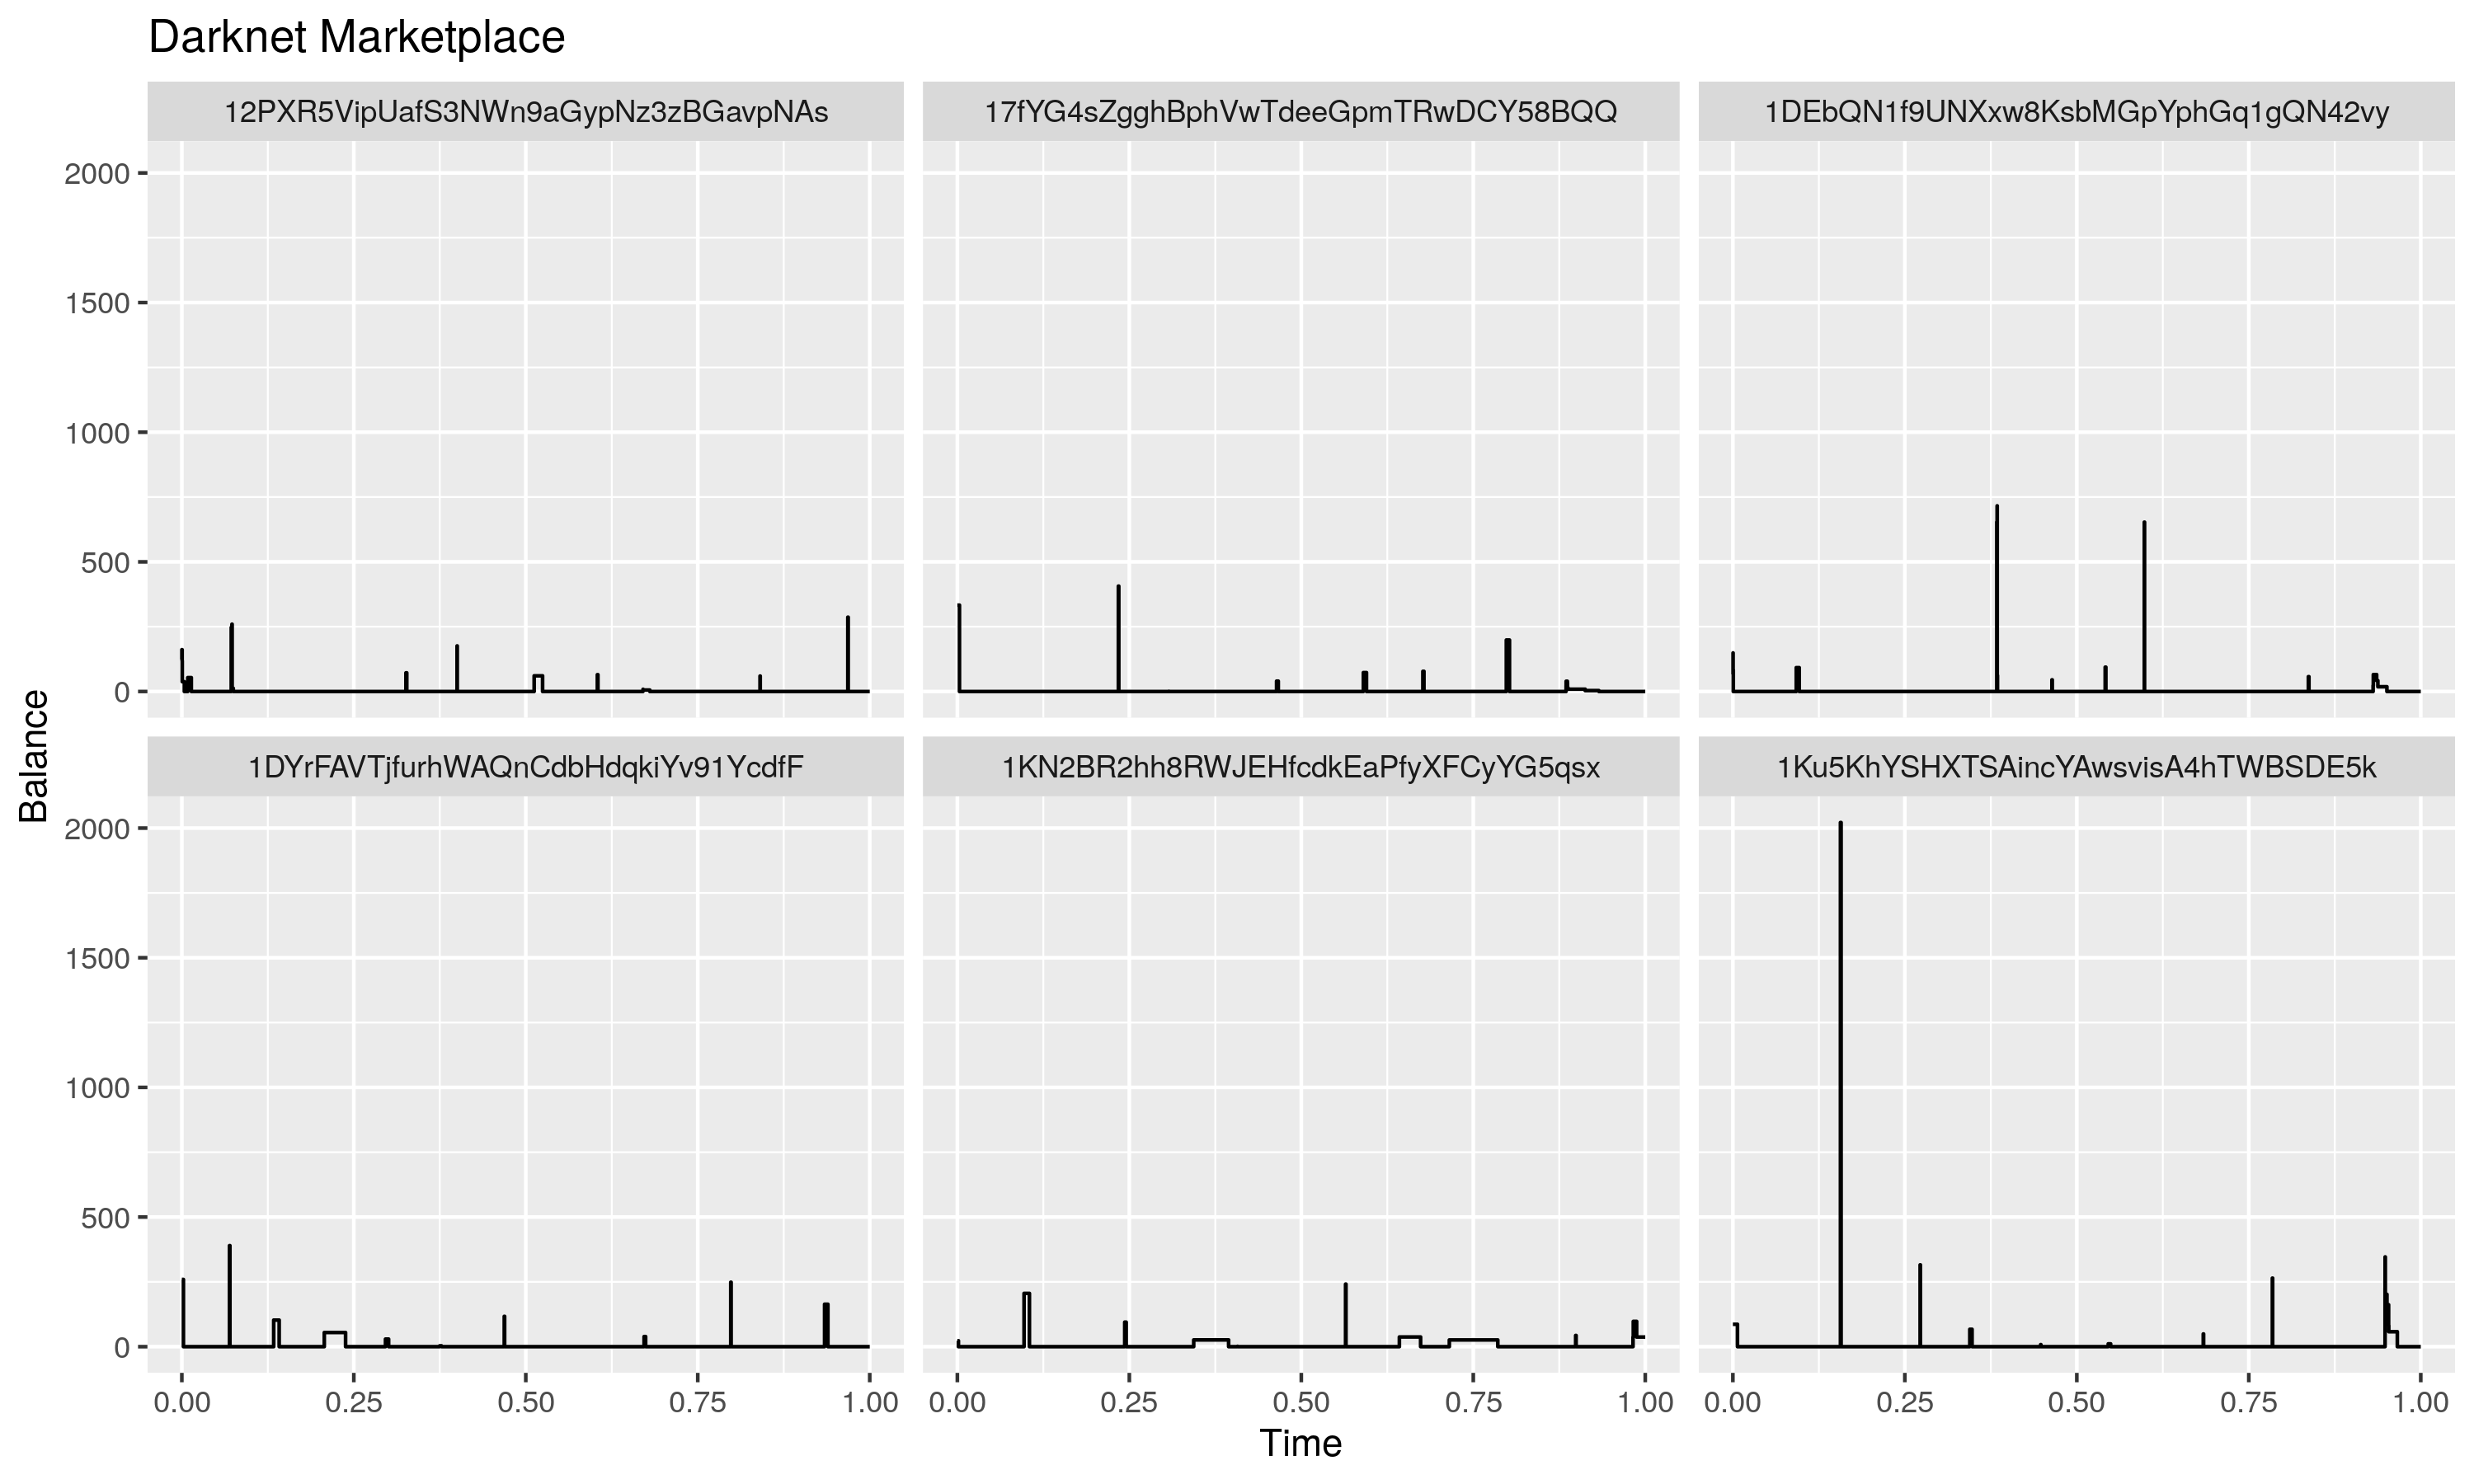 Darknet Marketplace
12PXR5VipUafS3NWn9aGypNz3zBGavpNAs
17fYG4sZgghBphVwTdeeGpmTRwDCY58BQQ
1DEbQN1f9UNXxw8KsbMGpYphGq1gQN42vy
2000
1500
1000
500
0
Balance
1DYrFAVTjfurhWAQnCdbHdqkiYv91YcdfF
1KN2BR2hh8RWJEHfcdkEaPfyXFCyYG5qsx
1Ku5KhYSHXTSAincYAwsvisA4hTWBSDE5k
2000
1500
1000
500
0
0.00 0.25 0.50 0.75 1.00 0.00 0.25 0.50 0.75 1.00 0.00 0.25 0.50 0.75 1.00
Time